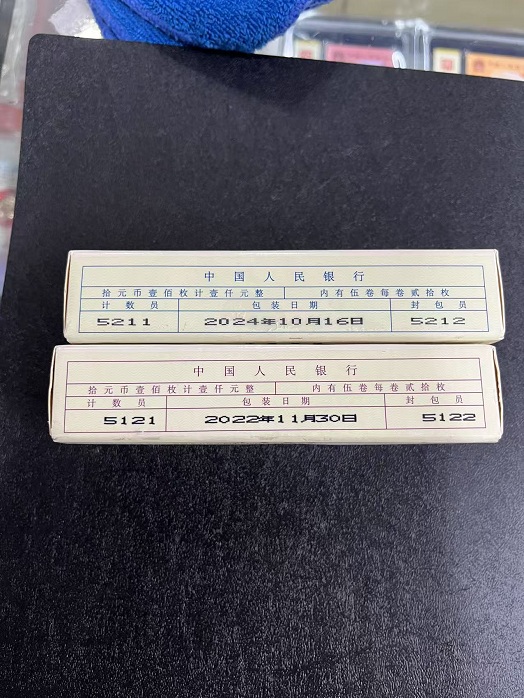 中国人民银行
拾元币壹佰枚计壹仟元整 内有伍卷每卷贰拾枚
计数员 包装日期 封包员
5211 2024年10月16日 5212
中国人民银行
拾元币壹佰枚计壹仟元整 内有伍卷每卷贰拾枚
计数员 包装日期 封包员
5121 2022年11月30日 5122